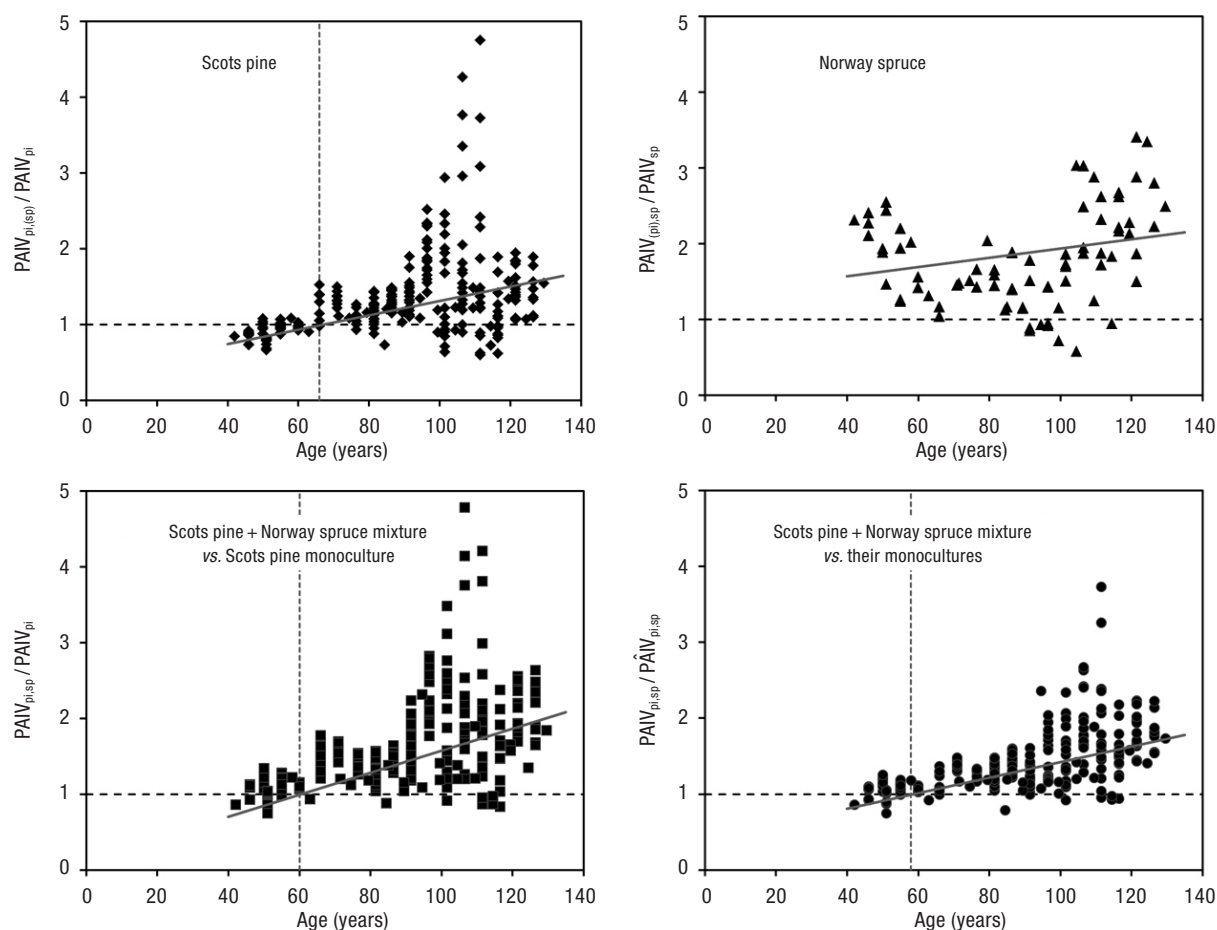 5
4
3
2
1
0
PAIVpi,(sp) / PAIVpi
Scots pine
0 20 40 60 80 100 120 140
Age (years)
5
4
3
2
1
0
PAIV(pi),sp / PAIVsp
Norway spruce
0 20 40 60 80 100 120 140
Age (years)
5
4
3
2
1
0
PAIVpi,sp / PAIVpi
Scots pine + Norway spruce mixture
vs. Scots pine monoculture
0 20 40 60 80 100 120 140
Age (years)
5
4
3
2
1
0
PAIVpi,sp / PÂIVpi,sp
Scots pine + Norway spruce mixture
vs. their monocultures
0 20 40 60 80 100 120 140
Age (years)